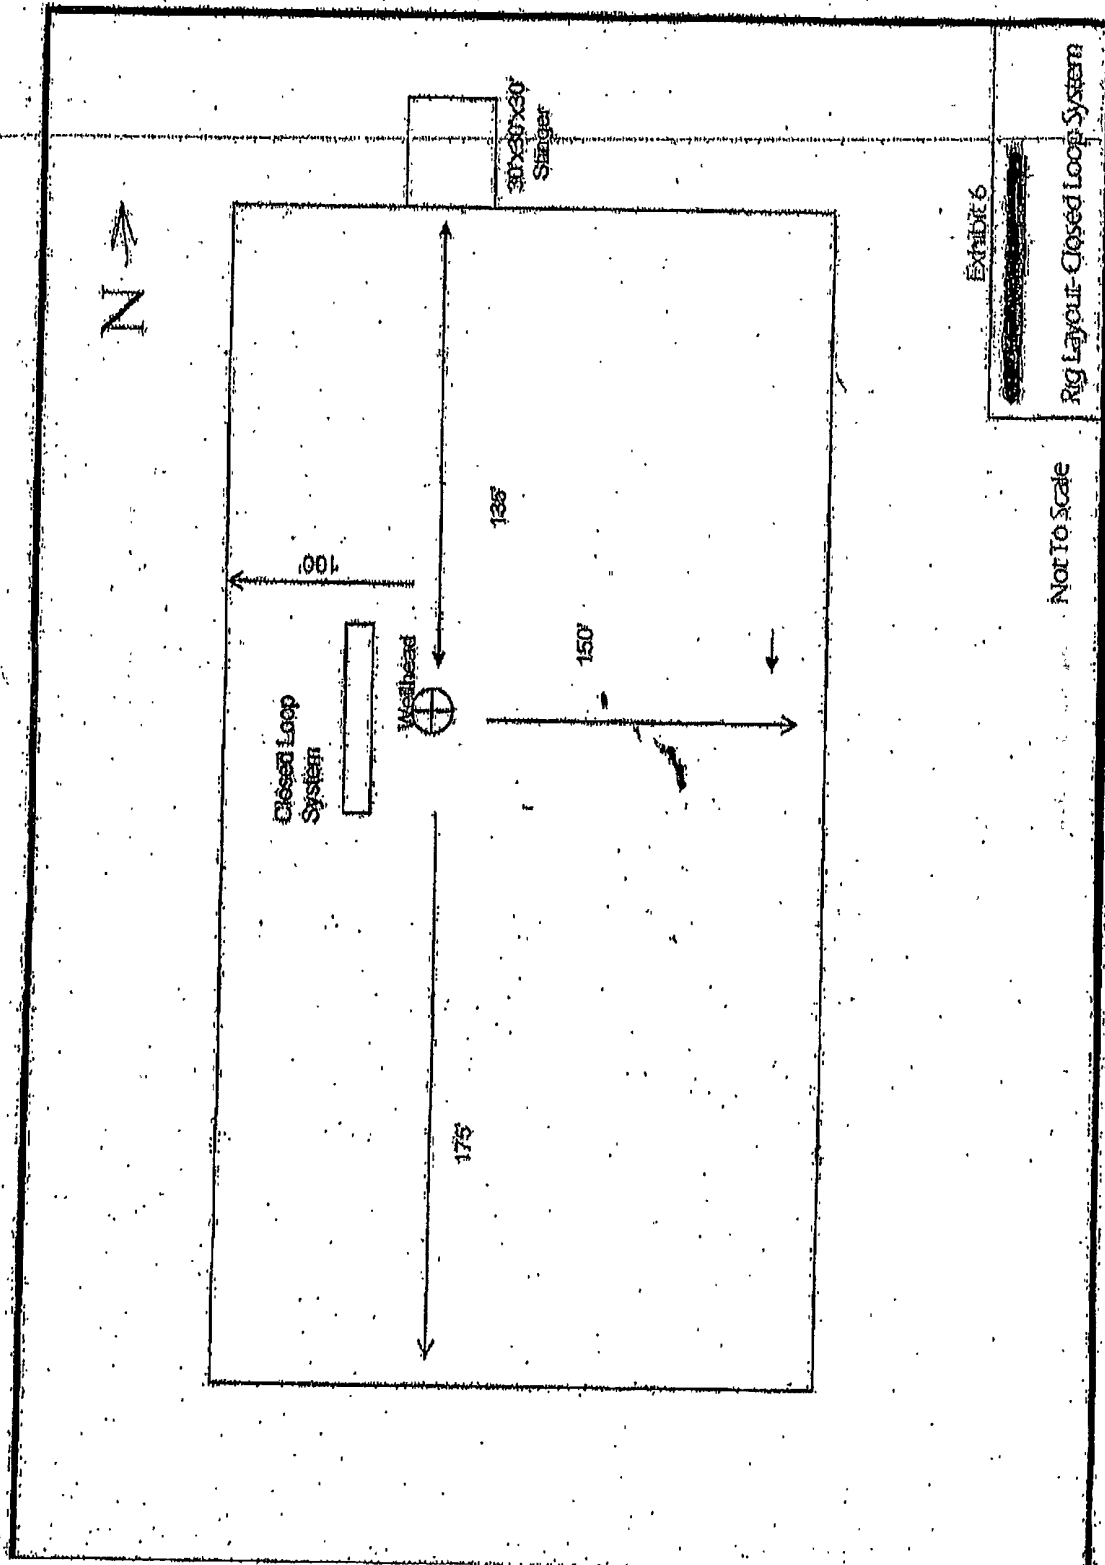 N
30'x30'x30'
Stinger
100'
135'
Closed Loop
System
Wellhead
150'
175'
Exhibit 6
Rig Layout-Closed Loop System
Not To Scale